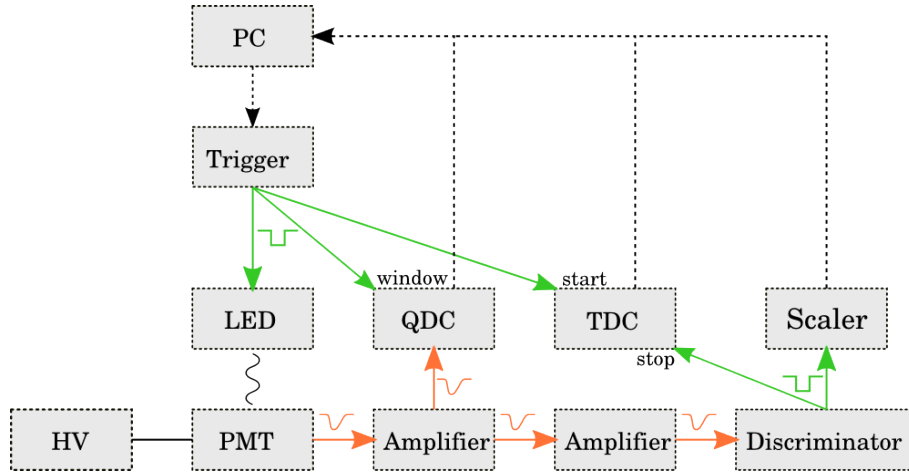 PC
Trigger
window
start
LED
QDC
TDC
Scaler
stop
HV
PMT
Amplifier
Amplifier
Discriminator